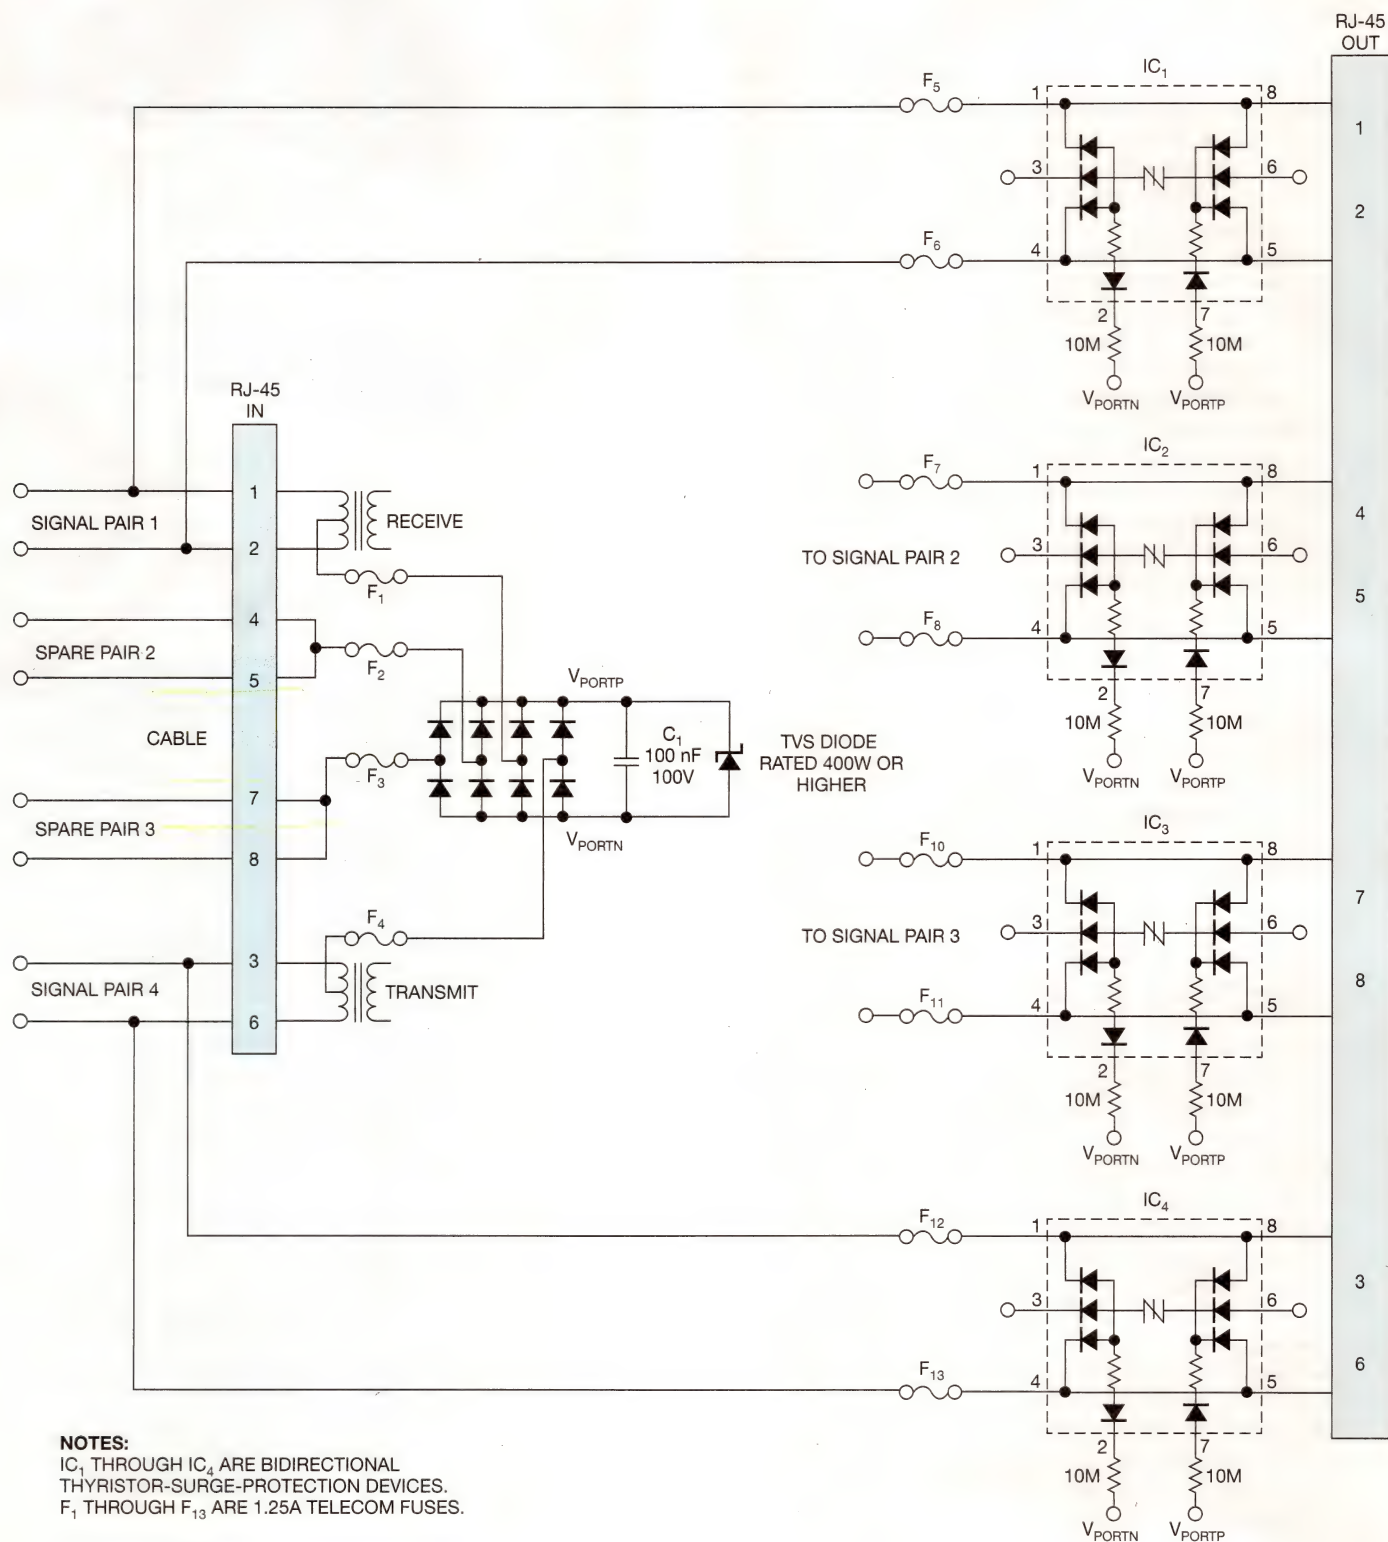 RJ-45
OUT
IC1
F5
1
8
1
3
6
2
F6
4
5
2
7
10M
10M
VPORTN
VPORTP
RJ-45
IN
IC2
F7
1
8
1
4
SIGNAL PAIR 1
RECEIVE
2
TO SIGNAL PAIR 2
3
6
F1
4
5
SPARE PAIR 2
F2
F8
4
5
5
2
7
VPORTP
10M
10M
CABLE
C1
100 nF
100V
TVS DIODE
RATED 400W OR
HIGHER
VPORTN
VPORTP
F3
7
SPARE PAIR 3
VPORTN
8
IC3
F10
1
8
7
F4
TO SIGNAL PAIR 3
3
6
3
SIGNAL PAIR 4
TRANSMIT
8
6
F11
4
5
2
7
10M
10M
VPORTN
VPORTP
IC4
F12
1
8
3
6
3
6
F13
4
5
2
7
10M
10M
VPORTN
VPORTP
NOTES:
IC1 THROUGH IC4 ARE BIDIRECTIONAL
THYRISTOR-SURGE-PROTECTION DEVICES.
F1 THROUGH F13 ARE 1.25A TELECOM FUSES.